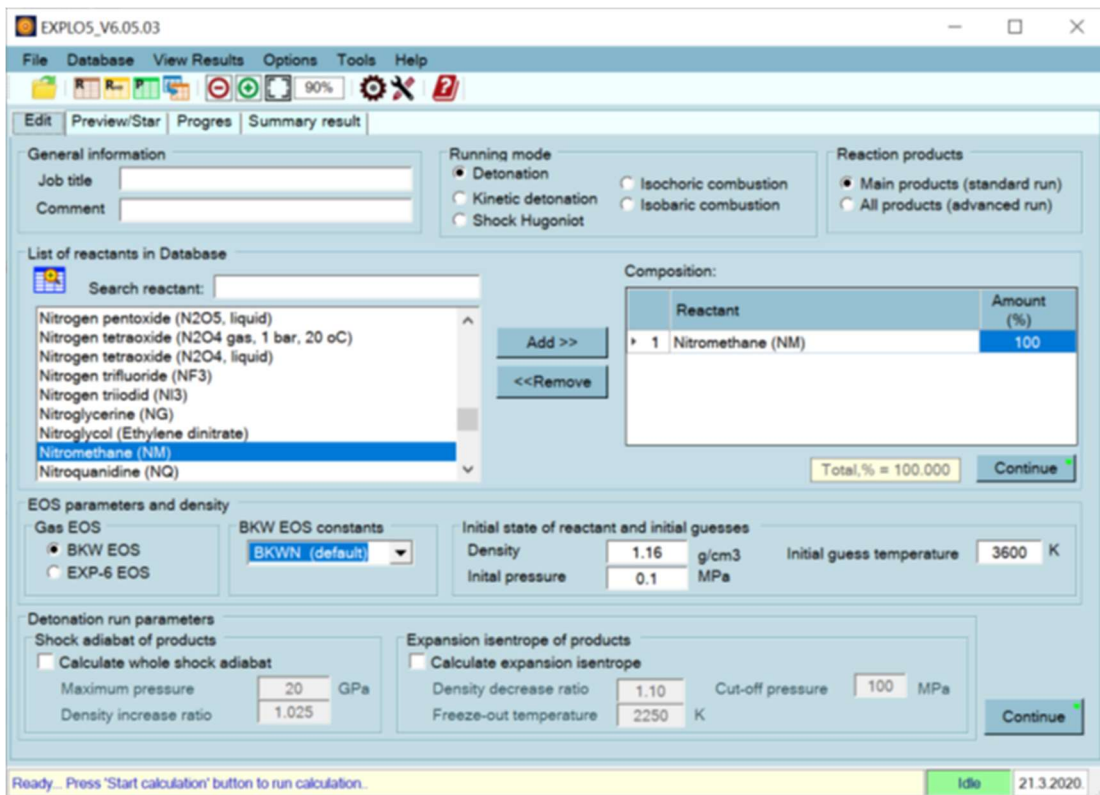 EXPLO5_V6.05.03
File Database View Results Options Tools Help
R R P 90% ?
Edit Preview/Star Progres Summary result
General information
Job title
Comment
Running mode
Detonation
Kinetic detonation
Shock Hugoniot
Isochoric combustion
Isobaric combustion
Reaction products
Main products (standard run)
All products (advanced run)
List of reactants in Database
Search reactant:
Nitrogen pentoxide (N2O5, liquid)
Nitrogen tetraoxide (N2O4 gas, 1 bar, 20 oC)
Nitrogen tetraoxide (N2O4, liquid)
Nitrogen trifluoride (NF3)
Nitrogen triiodid (NI3)
Nitroglycerine (NG)
Nitroglycol (Ethylene dinitrate)
Nitromethane (NM)
Nitroquanidine (NQ)
Add >>
<<Remove
Composition:
Reactant Amount (%)
1 Nitromethane (NM) 100
Total,% = 100.000 Continue
EOS parameters and density
Gas EOS
BKW EOS
EXP-6 EOS
BKW EOS constants
BKWN (default)
Initial state of reactant and initial guesses
Density 1.16 g/cm3
Inital pressure 0.1 MPa
Initial guess temperature 3600 K
Detonation run parameters
Shock adiabat of products
Calculate whole shock adiabat
Maximum pressure 20 GPa
Density increase ratio 1.025
Expansion isentrope of products
Calculate expansion isentrope
Density decrease ratio 1.10
Freeze-out temperature 2250 K
Cut-off pressure 100 MPa
Continue
Ready... Press 'Start calculation' button to run calculation..
Idle 21.3.2020.